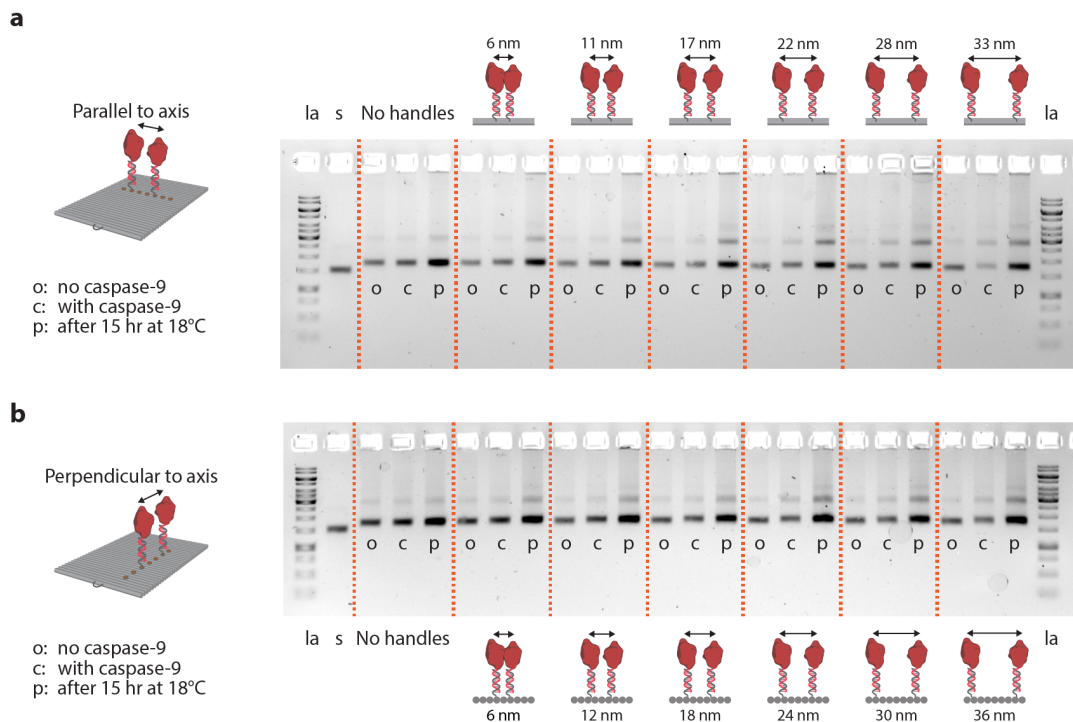 a
6 nm 11 nm 17 nm 22 nm 28 nm 33 nm
Parallel to axis
la s No handles la
o c p o c p o c p o c p o c p o c p o c p
o: no caspase-9
c: with caspase-9
p: after 15 hr at 18°C
b
Perpendicular to axis
o c p o c p o c p o c p o c p o c p o c p
la s No handles la
o: no caspase-9
c: with caspase-9
p: after 15 hr at 18°C
6 nm 12 nm 18 nm 24 nm 30 nm 36 nm